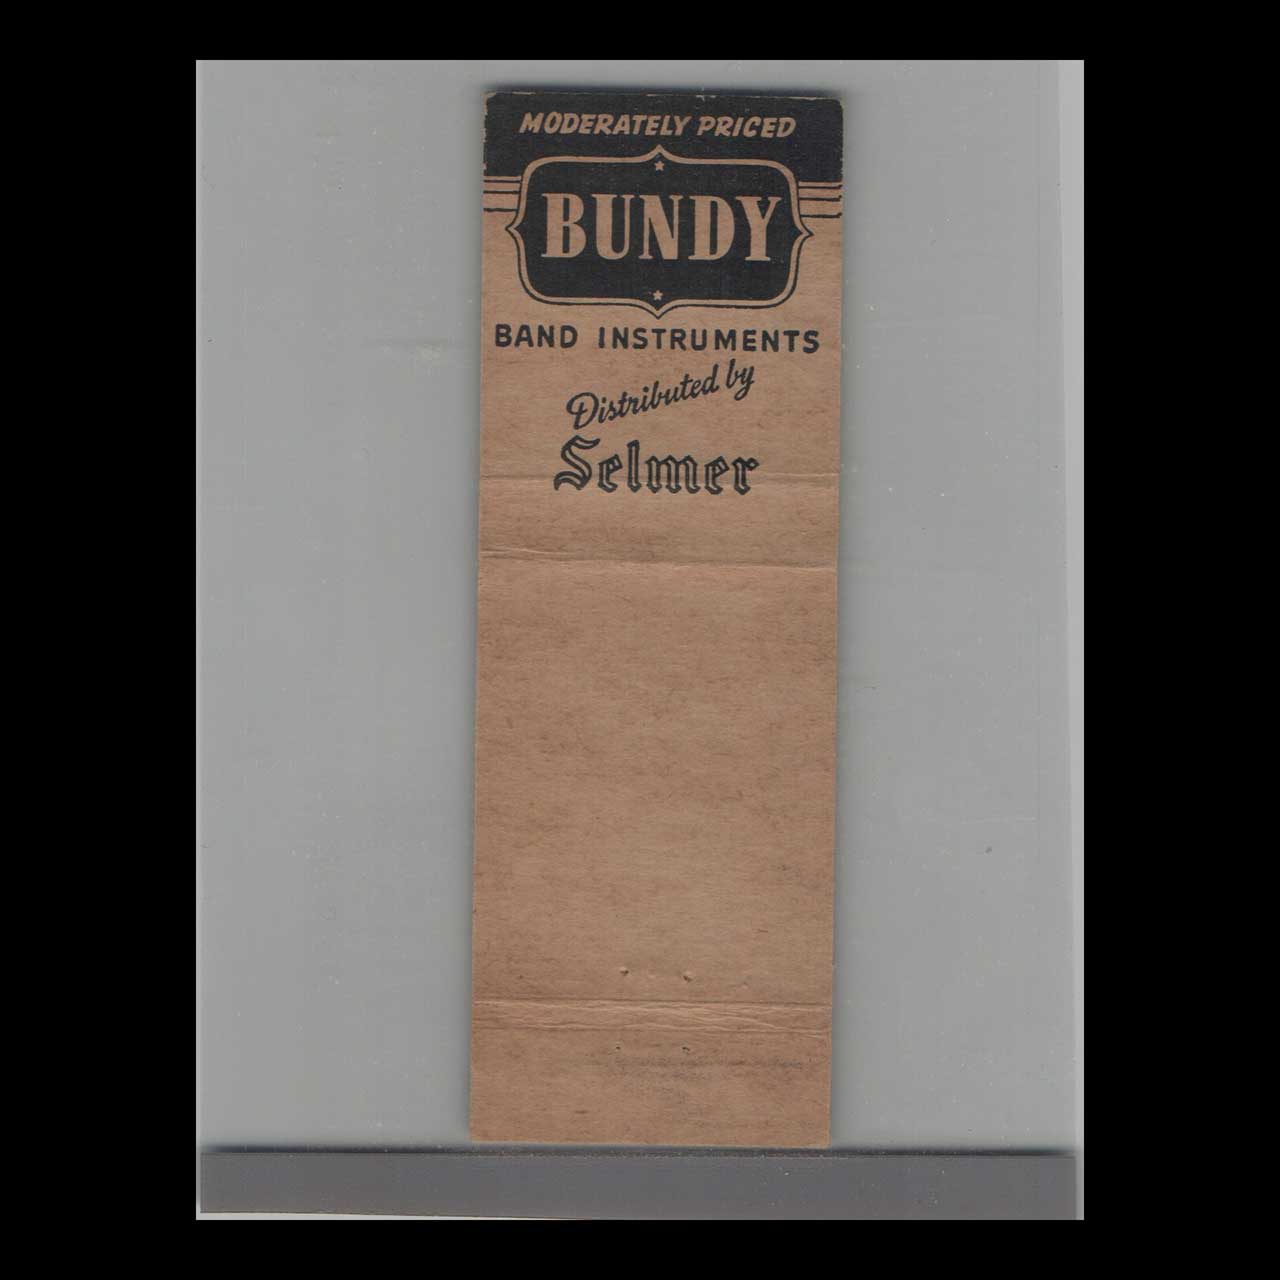 MODERATELY PRICED
BUNDY
BAND INSTRUMENTS
Distributed by
Selmer